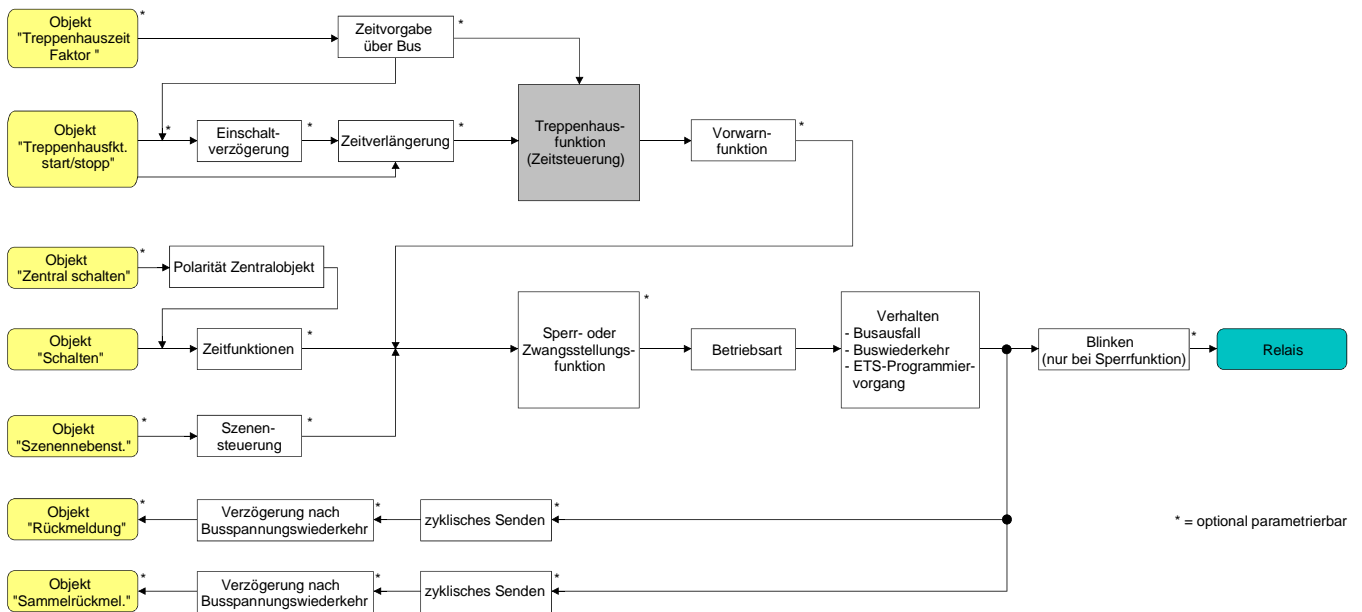 Objekt
"Treppenhauszeit
Faktor "
*
Zeitvorgabe
über Bus
*
Objekt
"Treppenhausfkt.
start/stopp"
*
Einschalt-
verzögerung
*
Zeitverlängerung
*
Treppenhaus-
funktion
(Zeitsteuerung)
Vorwarn-
funktion
*
Objekt
"Zentral schalten"
*
Polarität Zentralobjekt
Objekt
"Schalten"
Zeitfunktionen
*
Sperr- oder
Zwangsstellungs-
funktion
*
Betriebsart
Verhalten
- Busausfall
- Buswiederkehr
- ETS-Programmier-
vorgang
Blinken
(nur bei Sperrfunktion)
*
Relais
Objekt
"Szenennebenst."
*
Szenen-
steuerung
*
Objekt
"Rückmeldung"
*
Verzögerung nach
Busspannungswiederkehr
*
zyklisches Senden
*
* = optional parametrierbar
Objekt
"Sammelrückmel."
*
Verzögerung nach
Busspannungswiederkehr
*
zyklisches Senden
*